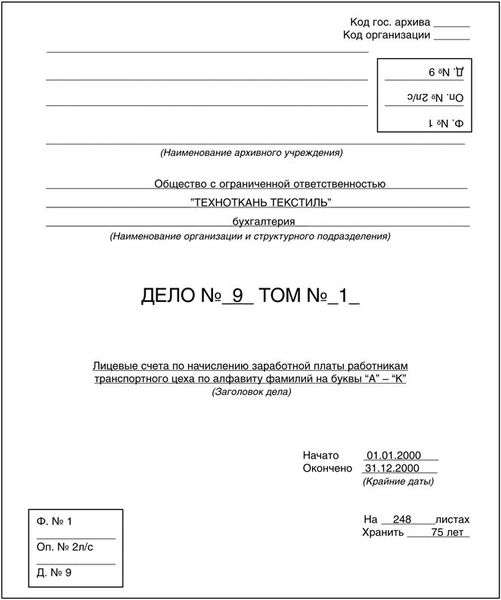 Код гос. архива ______
Код организации ______
Д. № 9
Оп. № 2л/с
Ф. № 1
(Наименование архивного учреждения)
Общество с ограниченной ответственностью
"ТЕХНОТКАНЬ ТЕКСТИЛЬ"
бухгалтерия
(Наименование организации и структурного подразделения)
ДЕЛО №_9_ ТОМ №_1_
Лицевые счета по начислению заработной платы работникам
транспортного цеха по алфавиту фамилий на буквы “А” – “К”
(Заголовок дела)
Начато 01.01.2000
Окончено 31.12.2000
(Крайние даты)
На 248 листах
Хранить 75 лет
Ф. № 1
Оп. № 2л/с
Д. № 9